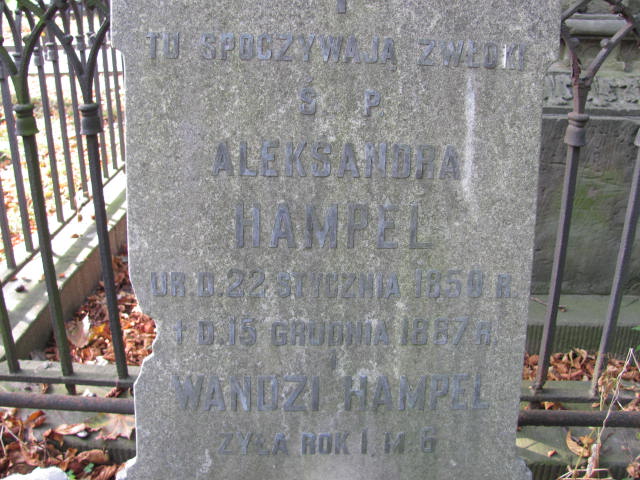 TU SPOCZYWAJĄ ZWŁOKI
Ś P
ALEKSANDRA
HAMPEL
UR. D. 22 STYCZNIA 1859 R.
† D. 15 GRUDNIA 1887 R.
I
WANDZI HAMPEL
ŻYŁA ROK 1, M. 6